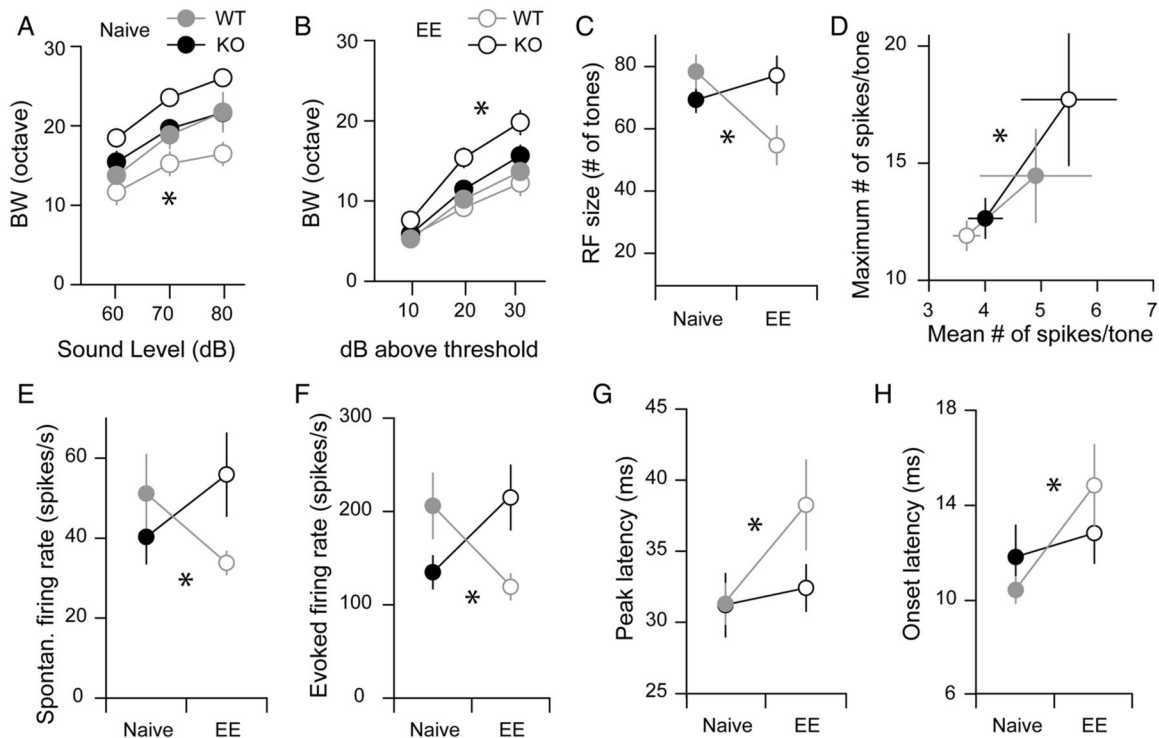 A
Naive
WT
KO
30
20
10
0
BW (octave)
60
70
80
Sound Level (dB)
*
B
EE
WT
KO
30
20
10
0
BW (octave)
10
20
30
dB above threshold
*
C
80
60
40
20
RF size (# of tones)
Naive
EE
*
D
20
15
10
Maximum # of spikes/tone
3
4
5
6
7
Mean # of spikes/tone
*
E
60
40
20
0
Spontan. firing rate (spikes/s)
Naive
EE
*
F
300
200
100
0
Evoked firing rate (spikes/s)
Naive
EE
*
G
45
40
35
30
25
Peak latency (ms)
Naive
EE
*
H
18
14
10
6
Onset latency (ms)
Naive
EE
*